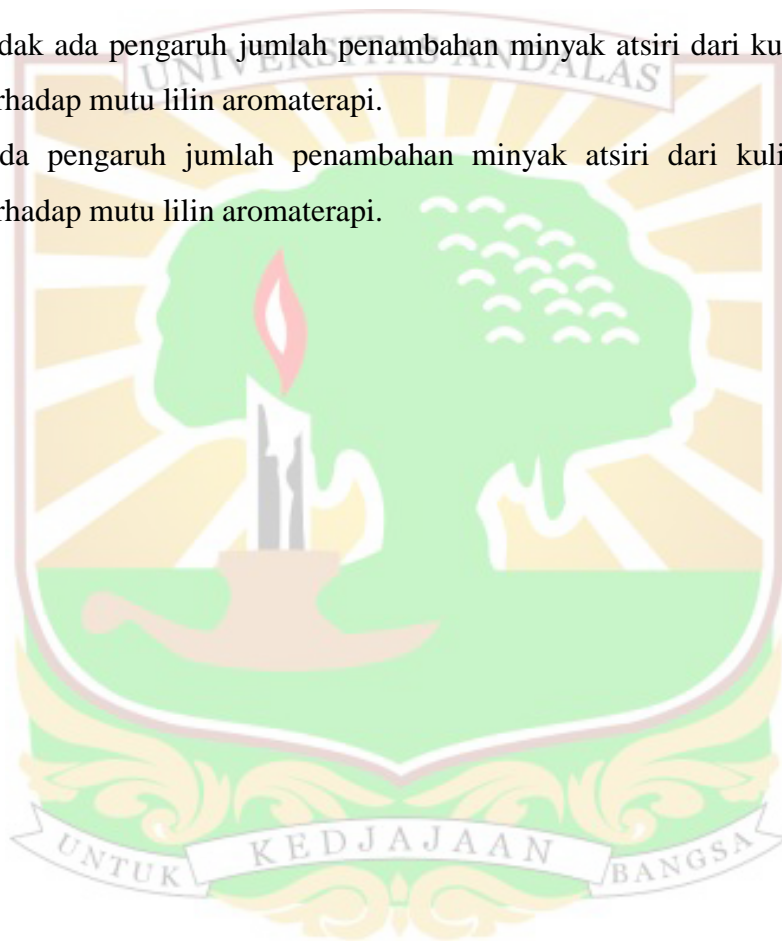 dak ada pengaruh jumlah penambahan minyak atsiri dari ku
UNIVERSITAS ANDALAS
rhadap mutu lilin aromaterapi.
da pengaruh jumlah penambahan minyak atsiri dari kuli
rhadap mutu lilin aromaterapi.
UNTUK KEDJAJAAN BANGSA